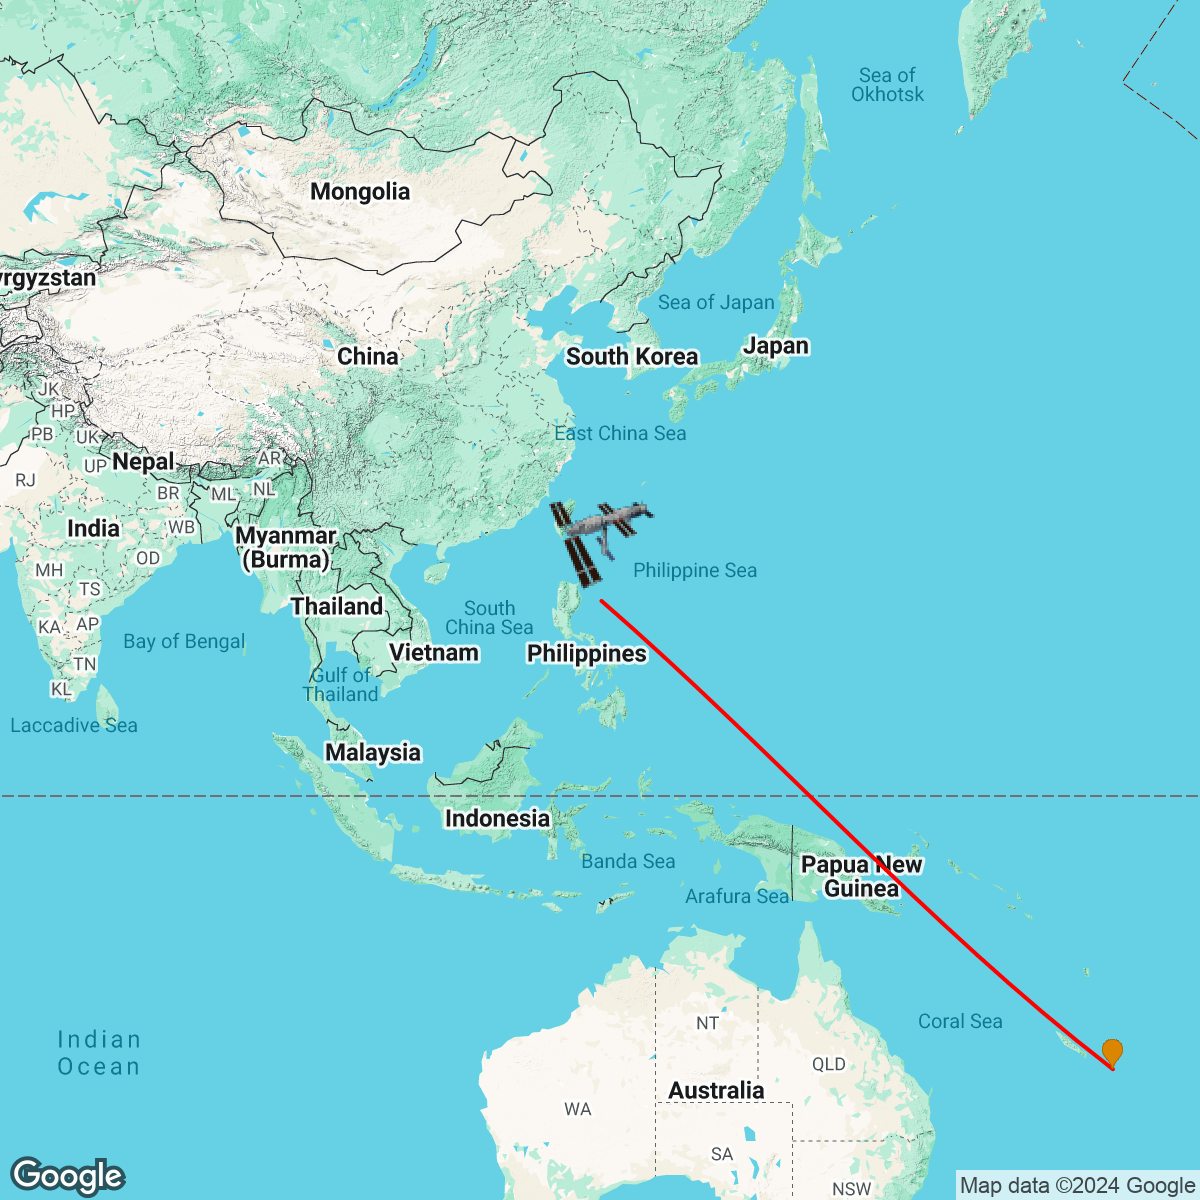 Sea of
Okhotsk
Mongolia
yrgyzstan
Sea of Japan
Japan
China
South Korea
JK
HP
PB
UK
East China Sea
Nepal
AR
UP
RJ
BR
ML
NL
India
WB
Myanmar
(Burma)
OD
MH
Philippine Sea
TS
Thailand
South
China Sea
KA
AP
Bay of Bengal
Vietnam
Philippines
TN
Gulf of
Thailand
KL
Laccadive Sea
Malaysia
Indonesia
Banda Sea
Papua New
Guinea
Arafura Sea
Coral Sea
NT
Indian
Ocean
QLD
Australia
WA
SA
NSW
Google
Map data ©2024 Google